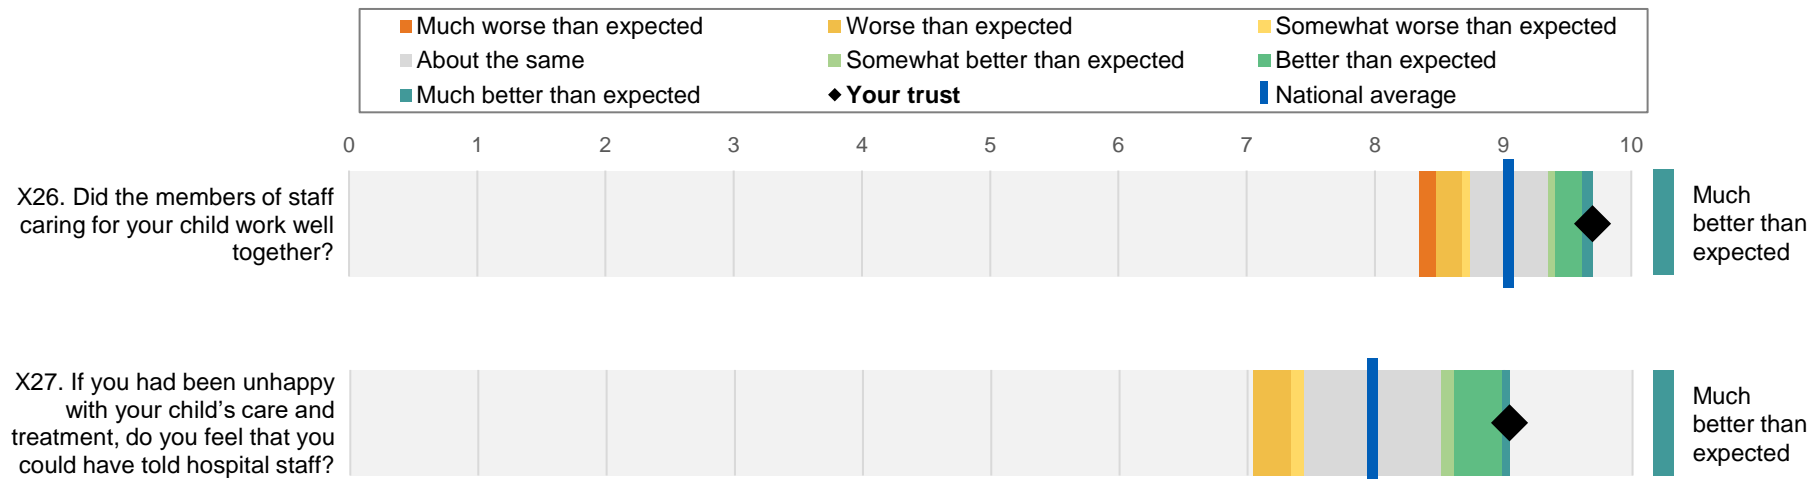 Much worse than expected
Worse than expected
Somewhat worse than expected
About the same
Somewhat better than expected
Better than expected
Much better than expected
Your trust
National average
0 1 2 3 4 5 6 7 8 9 10
X26. Did the members of staff
caring for your child work well
together?
Much
better than
expected
X27. If you had been unhappy
with your child’s care and
treatment, do you feel that you
could have told hospital staff?
Much
better than
expected